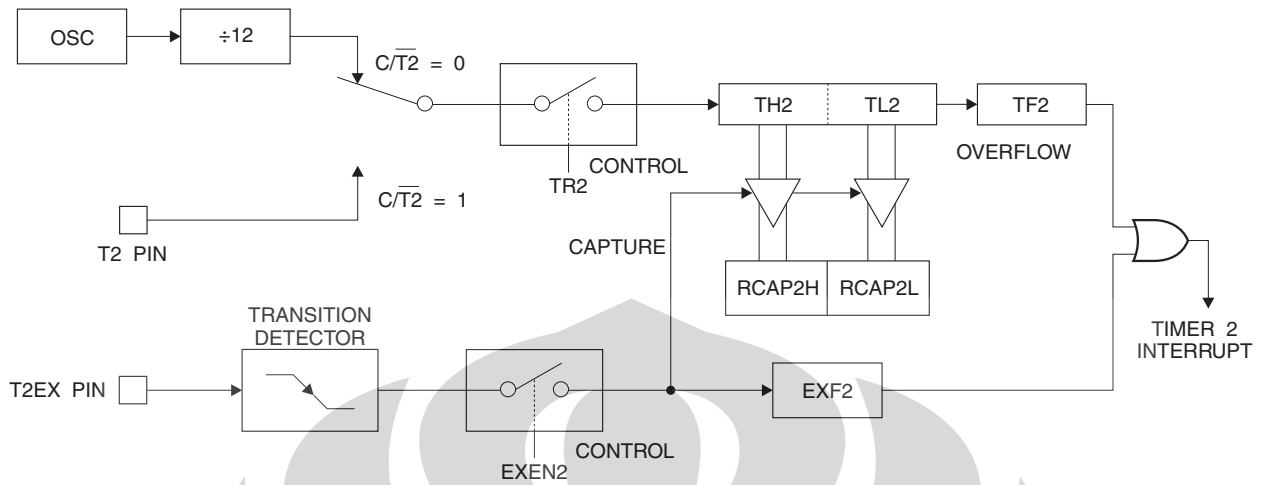 OSC
÷12
C/T2̅ = 0
TH2
TL2
TF2
OVERFLOW
CONTROL
TR2
C/T2̅ = 1
T2 PIN
CAPTURE
RCAP2H
RCAP2L
TRANSITION
DETECTOR
TIMER 2
INTERRUPT
T2EX PIN
EXF2
CONTROL
EXEN2